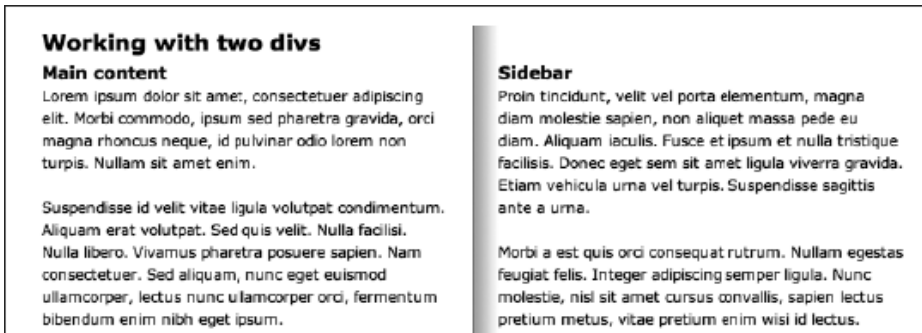 Working with two divs
Main content
Lorem ipsum dolor sit amet, consectetuer adipiscing
elit. Morbi commodo, ipsum sed pharetra gravida, orci
magna rhoncus neque, id pulvinar odio lorem non
turpis. Nullam sit amet enim.

Suspendisse id velit vitae ligula volutpat condimentum.
Aliquam erat volutpat. Sed quis velit. Nulla facilisi.
Nulla libero. Vivamus pharetra posuere sapien. Nam
consectetuer. Sed aliquam, nunc eget euismod
ullamcorper, lectus nunc ullamcorper orci, fermentum
bibendum enim nibh eget ipsum.

Sidebar
Proin tincidunt, velit vel porta elementum, magna
diam molestie sapien, non aliquet massa pede eu
diam. Aliquam iaculis. Fusce et ipsum et nulla tristique
facilisis. Donec eget sem sit amet ligula viverra gravida.
Etiam vehicula urna vel turpis. Suspendisse sagittis
ante a urna.

Morbi a est quis orci consequat rutrum. Nullam egestas
feugiat felis. Integer adipiscing semper ligula. Nunc
molestie, nisl sit amet cursus convallis, sapien lectus
pretium metus, vitae pretium enim wisi id lectus.